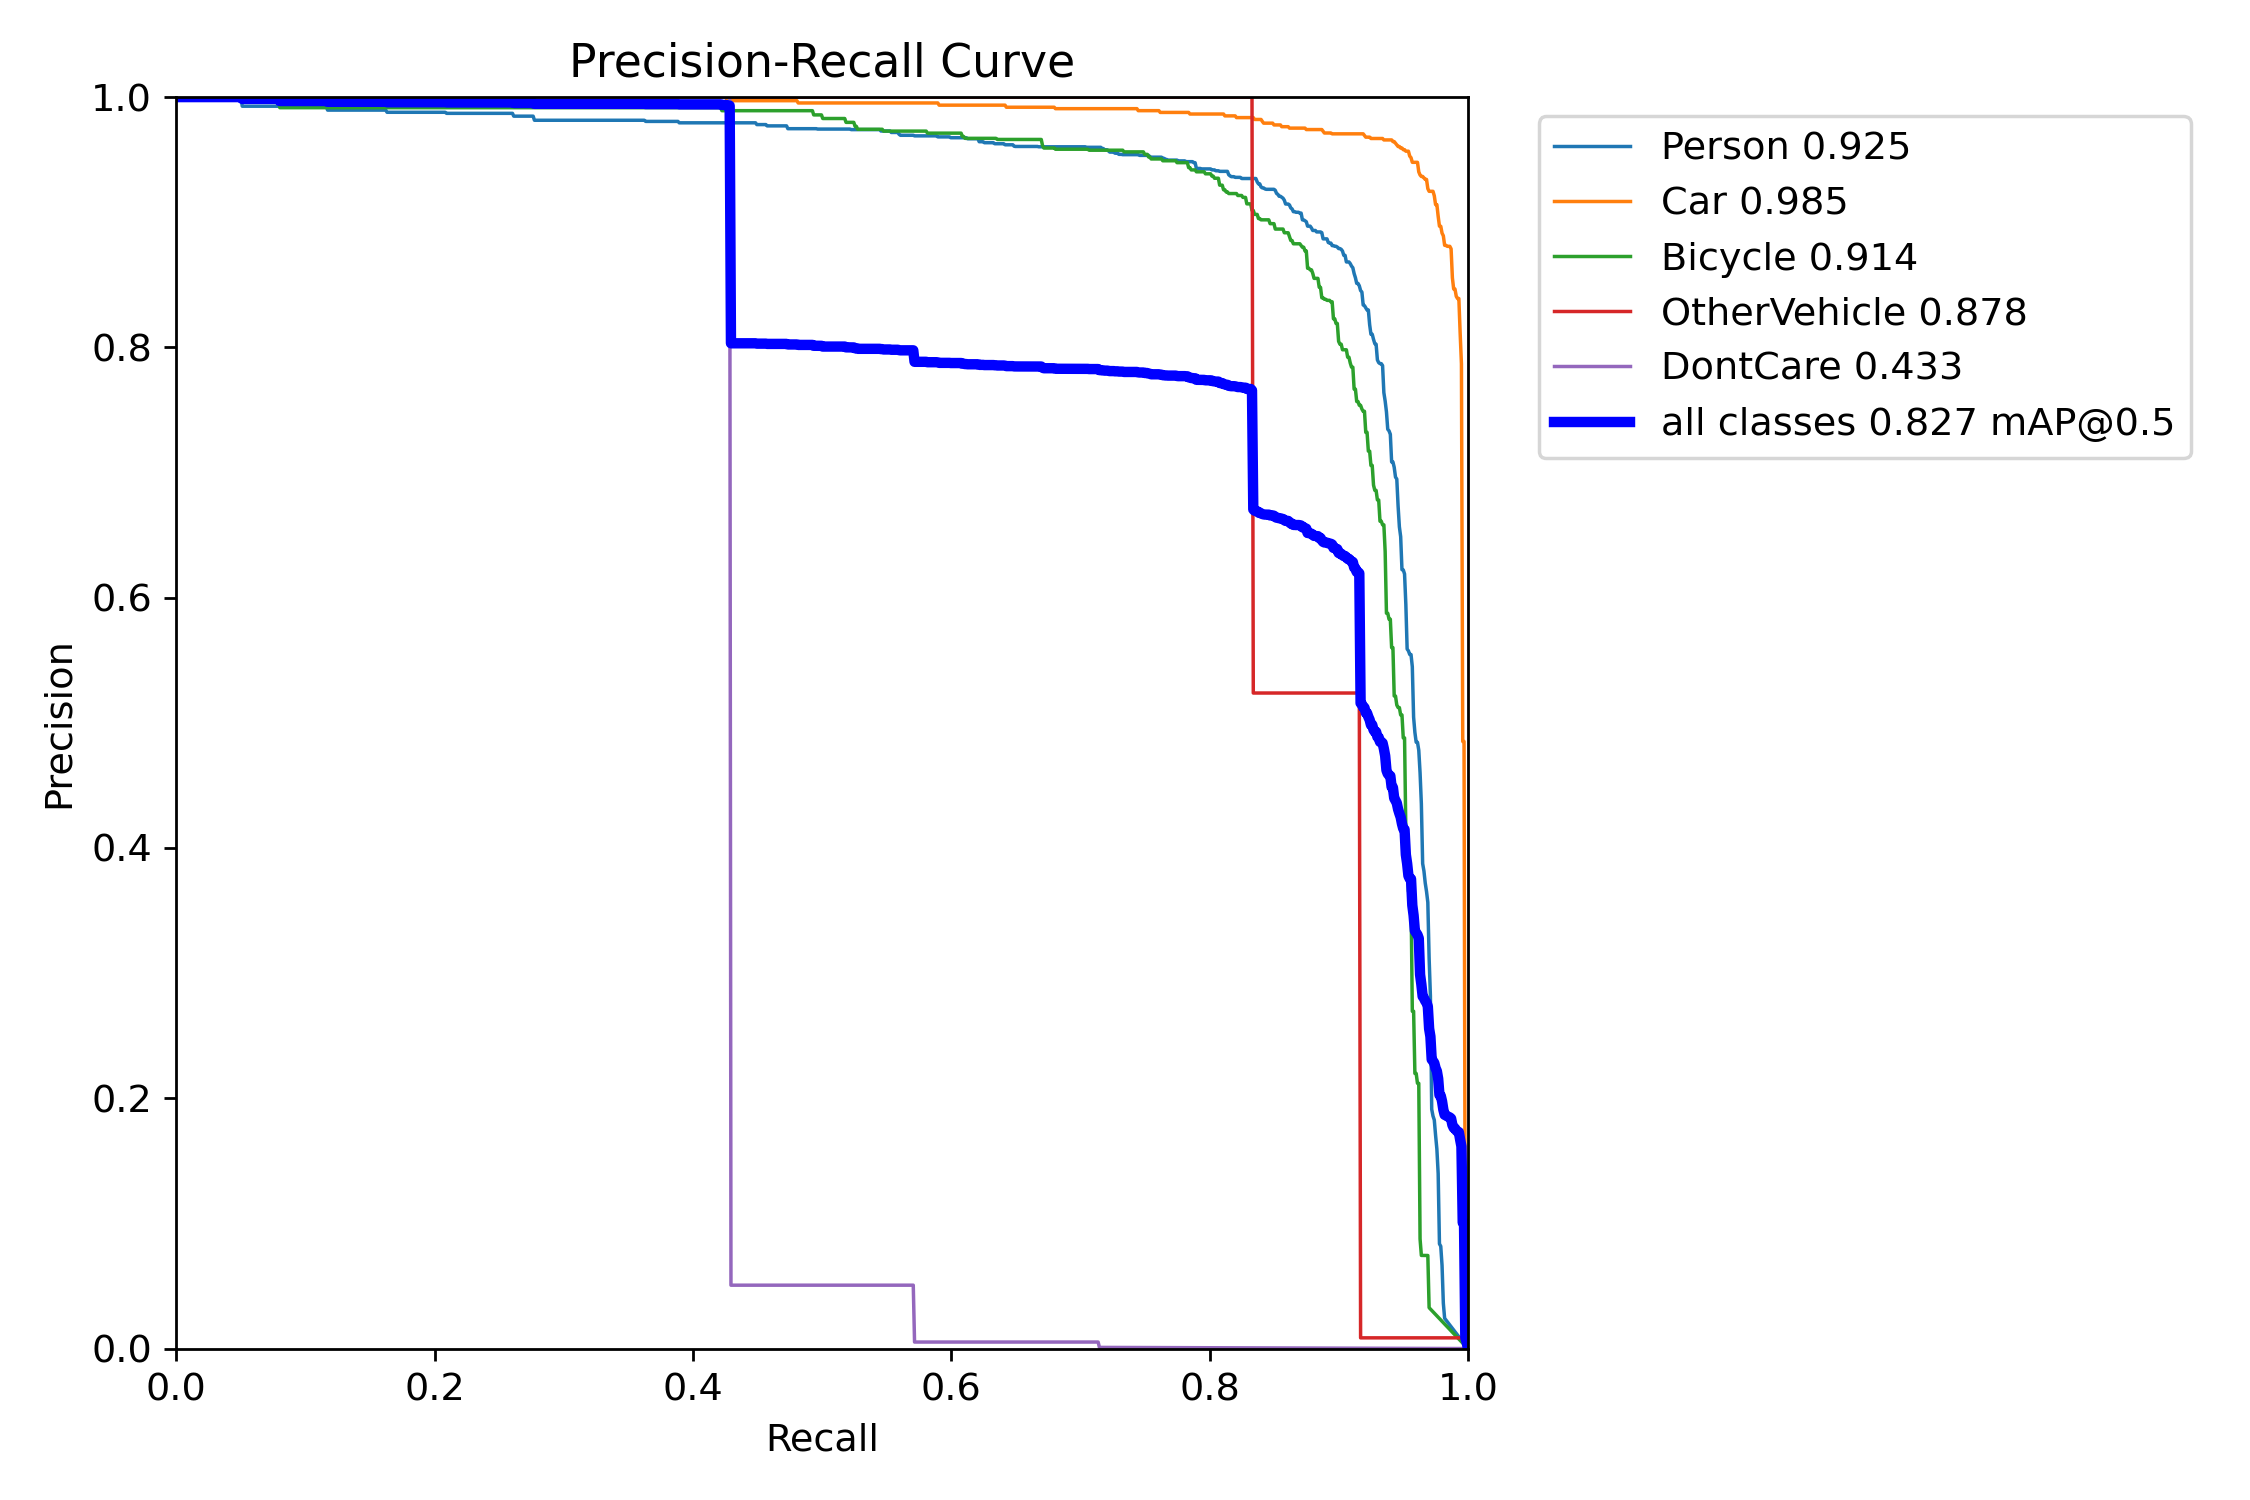 Precision-Recall Curve
1.0
0.8
0.6
0.4
0.2
0.0
Precision
0.0 0.2 0.4 0.6 0.8 1.0
Recall
Person 0.925
Car 0.985
Bicycle 0.914
OtherVehicle 0.878
DontCare 0.433
all classes 0.827 mAP@0.5